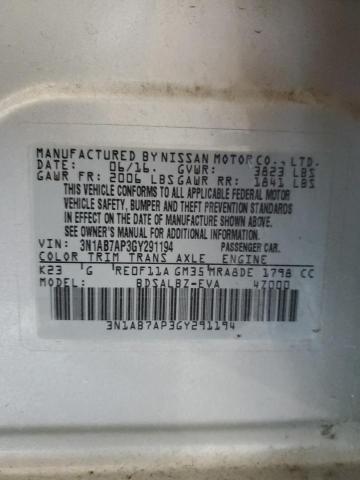 MANUFACTURED BY NISSAN MOTOR CO., LTD.
DATE: 06/16. GVWR: 3823 LBS
GAWR FR: 2006 LBS GAWR RR: 1841 LBS
THIS VEHICLE CONFORMS TO ALL APPLICABLE FEDERAL MOTOR
VEHICLE SAFETY, BUMPER, AND THEFT PREVENTION STANDARDS
IN EFFECT ON THE DATE OF MANUFACTURE SHOWN ABOVE.
SEE OWNER'S MANUAL FOR ADDITIONAL INFORMATION
VIN: 3N1AB7AP3GY291194 PASSENGER CAR.
COLOR TRIM TRANS AXLE ENGINE
K23 G RE0F11A GM35 MRA8DE 1798 CC
MODEL: BDSALBZ-EVA 47000
3N1AB7AP3GY291194